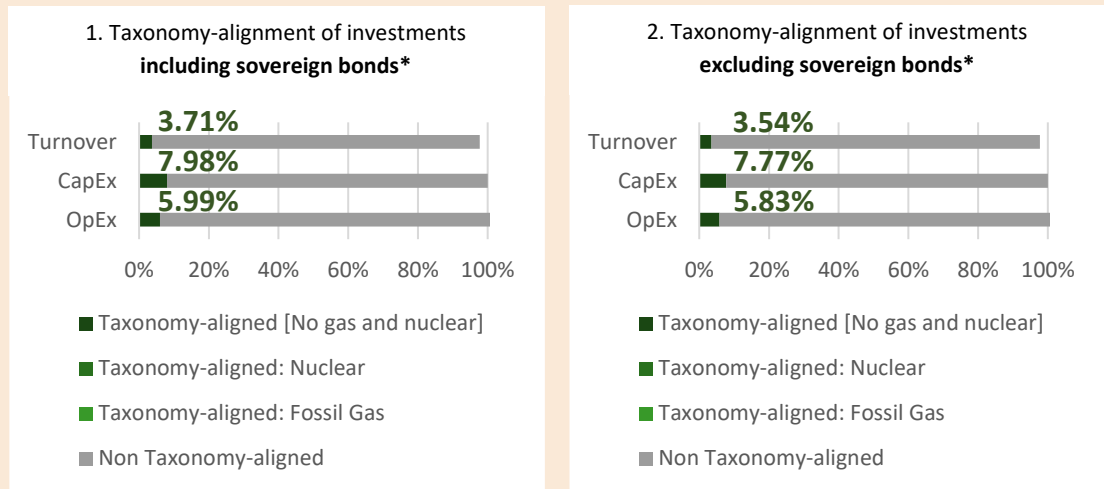 1. Taxonomy-alignment of investments
including sovereign bonds*
Turnover
3.71%
CapEx
7.98%
OpEx
5.99%
0% 20% 40% 60% 80% 100%
Taxonomy-aligned [No gas and nuclear]
Taxonomy-aligned: Nuclear
Taxonomy-aligned: Fossil Gas
Non Taxonomy-aligned
2. Taxonomy-alignment of investments
excluding sovereign bonds*
Turnover
3.54%
CapEx
7.77%
OpEx
5.83%
0% 20% 40% 60% 80% 100%
Taxonomy-aligned [No gas and nuclear]
Taxonomy-aligned: Nuclear
Taxonomy-aligned: Fossil Gas
Non Taxonomy-aligned